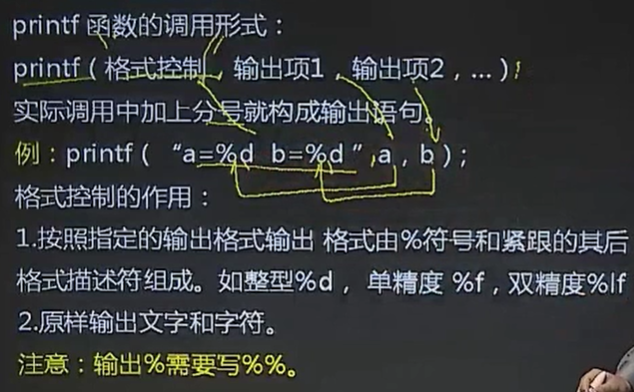 printf 函数的调用形式：
printf（格式控制，输出项1，输出项2，...）；
实际调用中加上分号就构成输出语句。
例：printf（ “a=%d  b=%d ”,a，b）；
格式控制的作用：
1.按照指定的输出格式输出 格式由%符号和紧跟的其后
格式描述符组成。如整型%d， 单精度 %f，双精度%lf
2.原样输出文字和字符。
注意：输出%需要写%%。